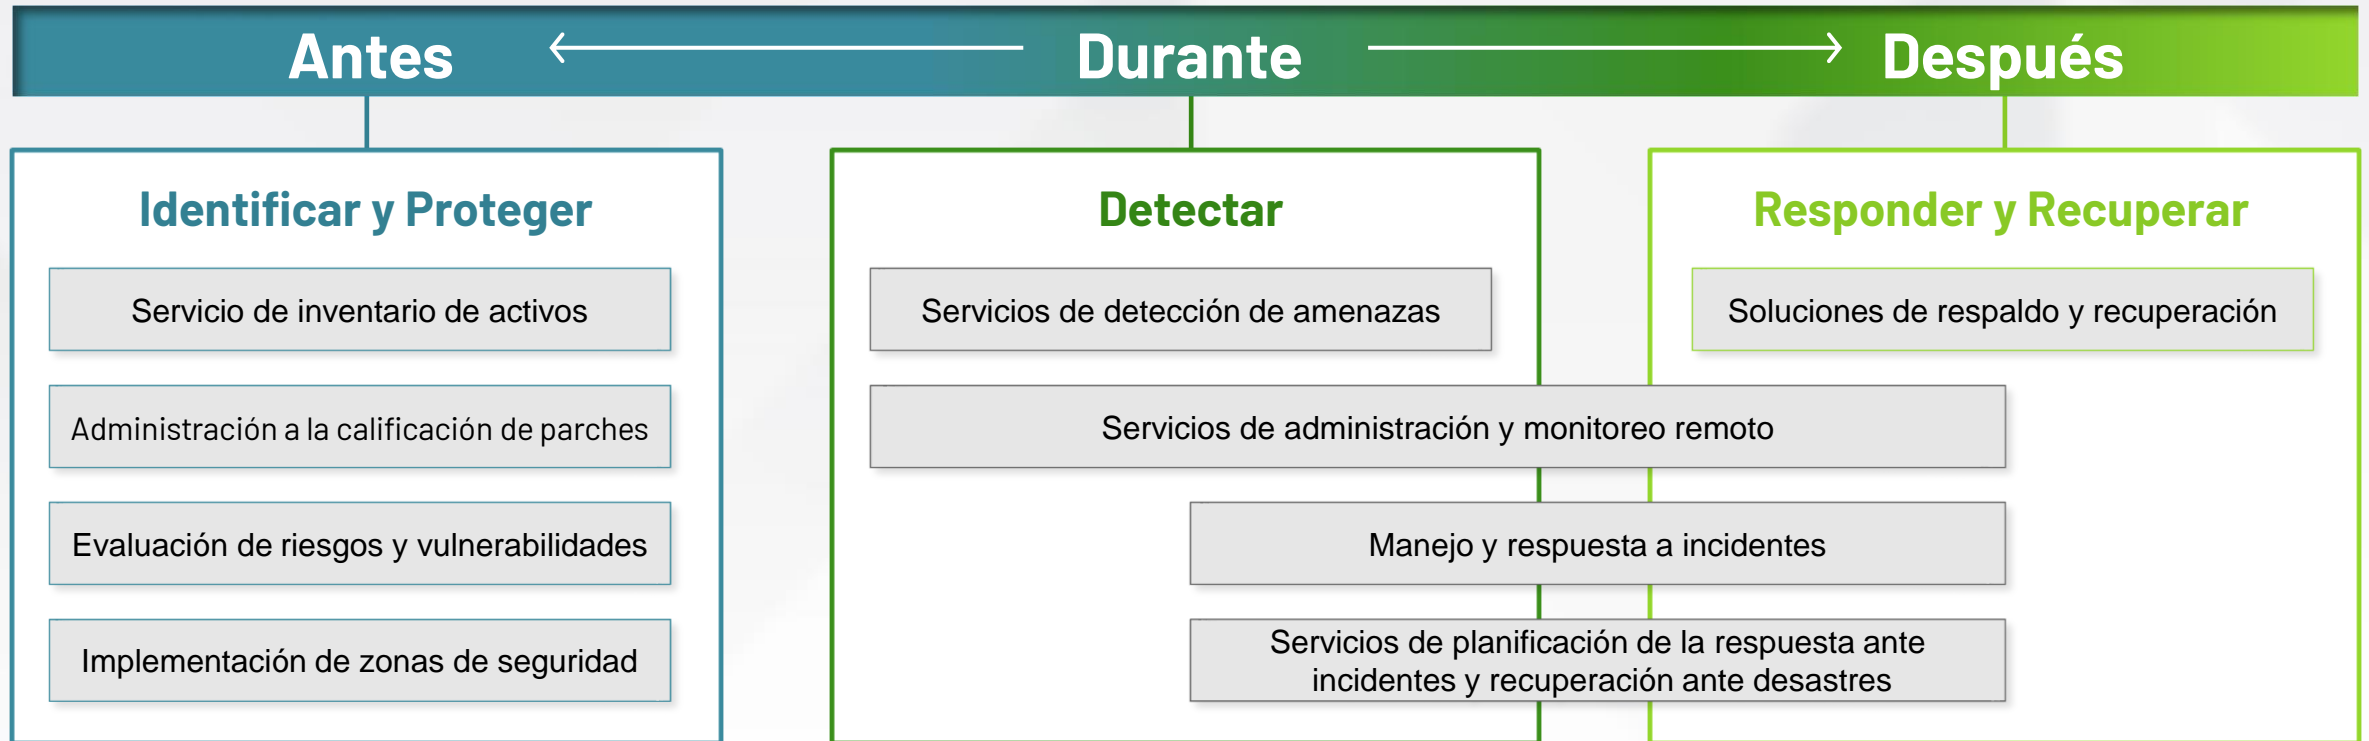 Antes
Durante
Después
Identificar y Proteger
Servicio de inventario de activos
Administración a la calificación de parches
Evaluación de riesgos y vulnerabilidades
Implementación de zonas de seguridad
Detectar
Servicios de detección de amenazas
Servicios de administración y monitoreo remoto
Manejo y respuesta a incidentes
Servicios de planificación de la respuesta ante
incidentes y recuperación ante desastres
Responder y Recuperar
Soluciones de respaldo y recuperación